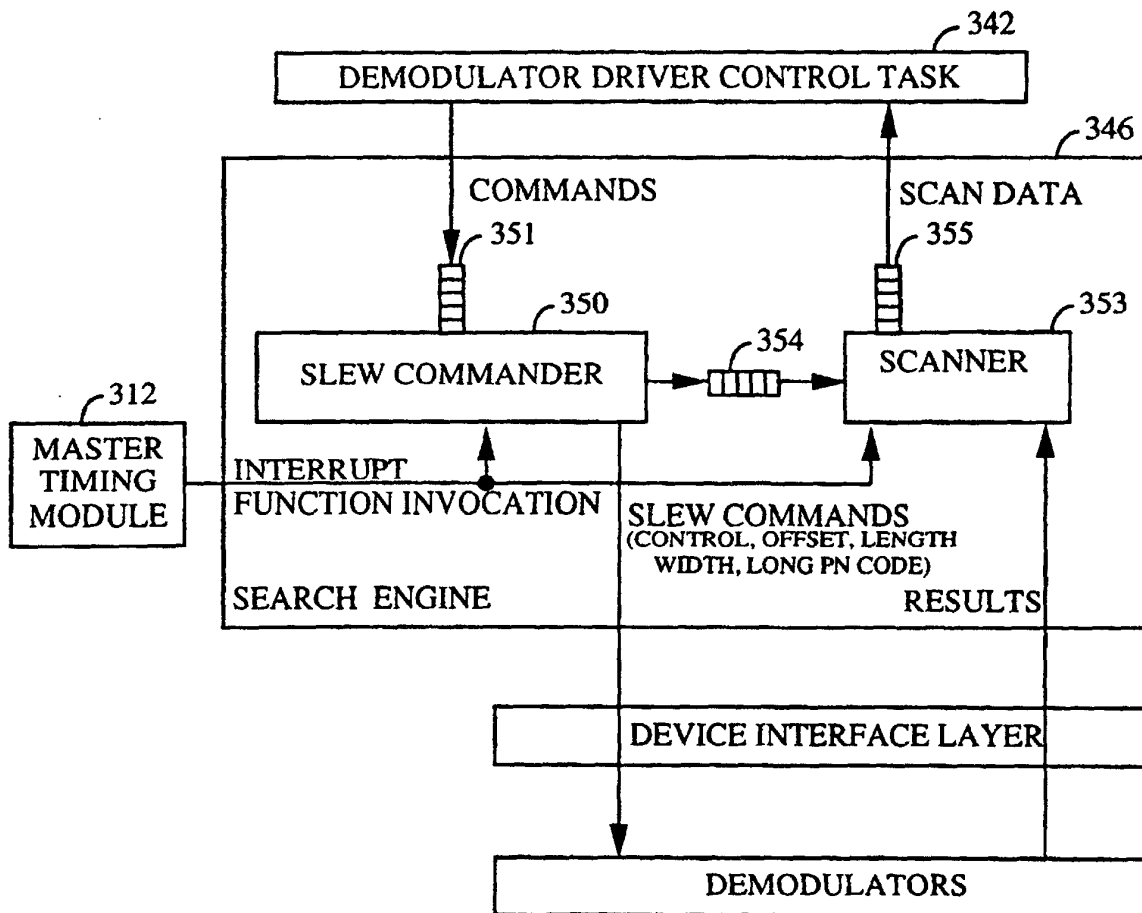 342
DEMODULATOR DRIVER CONTROL TASK
346
COMMANDS
SCAN DATA
351
355
350
353
354
SLEW COMMANDER
SCANNER
312
MASTER
TIMING
MODULE
INTERRUPT
FUNCTION INVOCATION
SLEW COMMANDS
(CONTROL, OFFSET, LENGTH
WIDTH, LONG PN CODE)
SEARCH ENGINE
RESULTS
DEVICE INTERFACE LAYER
DEMODULATORS